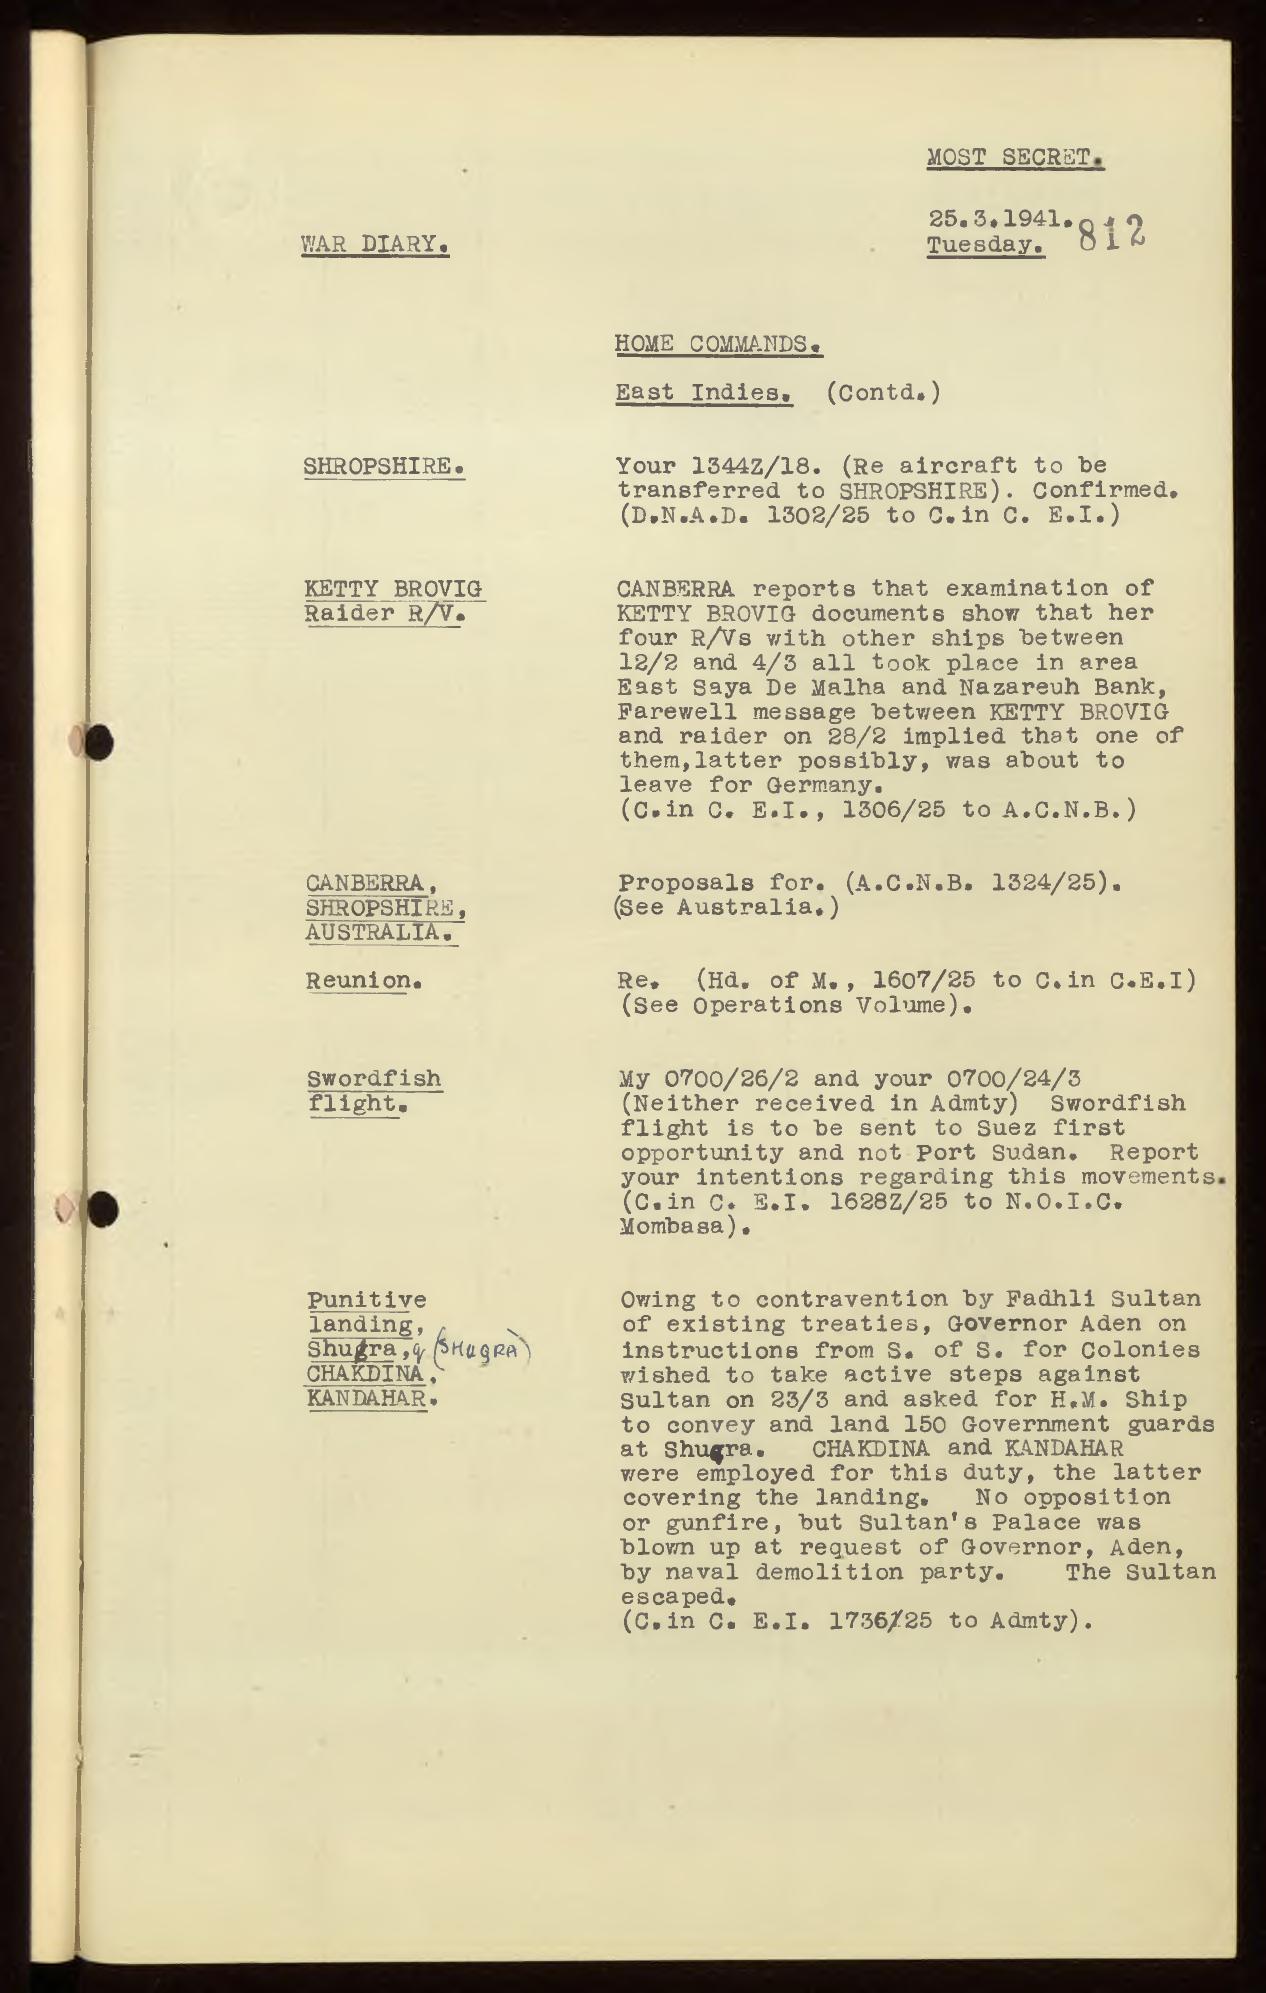 MOST SECRET.
25.3.1941.
812
WAR DIARY.
Tuesday.
HOME COMMANDS.
East Indies. (Contd.)
SHROPSHIRE.
Your 1344Z/18. (Re aircraft to be
transferred to SHROPSHIRE). Confirmed.
(D.N.A.D. 1302/25 to C.in C. E.I.)
KETTY BROVIG
Raider R/V.
CANBERRA reports that examination of
KETTY BROVIG documents show that her
four R/Vs with other ships between
12/2 and 4/3 all took place in area
East Saya De Malha and Nazareuh Bank,
Farewell message between KETTY BROVIG
and raider on 28/2 implied that one of
them,latter possibly, was about to
leave for Germany.
(C.in C. E.I., 1306/25 to A.C.N.B.)
CANBERRA,
SHROPSHIRE,
AUSTRALIA.
Proposals for. (A.C.N.B. 1324/25).
(See Australia.)
Reunion.
Re. (Hd. of M., 1607/25 to C.in C.E.I)
(See Operations Volume).
Swordfish
flight.
My 0700/26/2 and your 0700/24/3
(Neither received in Admty) Swordfish
flight is to be sent to Suez first
opportunity and not Port Sudan. Report
your intentions regarding this movements.
(C.in C. E.I. 1628Z/25 to N.O.I.C.
Mombasa).
Punitive
landing,
Shugra, q (SHUQRA)
CHAKDINA,
KANDAHAR.
Owing to contravention by Fadhli Sultan
of existing treaties, Governor Aden on
instructions from S. of S. for Colonies
wished to take active steps against
Sultan on 23/3 and asked for H.M. Ship
to convey and land 150 Government guards
at Shuqra. CHAKDINA and KANDAHAR
were employed for this duty, the latter
covering the landing. No opposition
or gunfire, but Sultan's Palace was
blown up at request of Governor, Aden,
by naval demolition party. The Sultan
escaped.
(C.in C. E.I. 1736/25 to Admty).